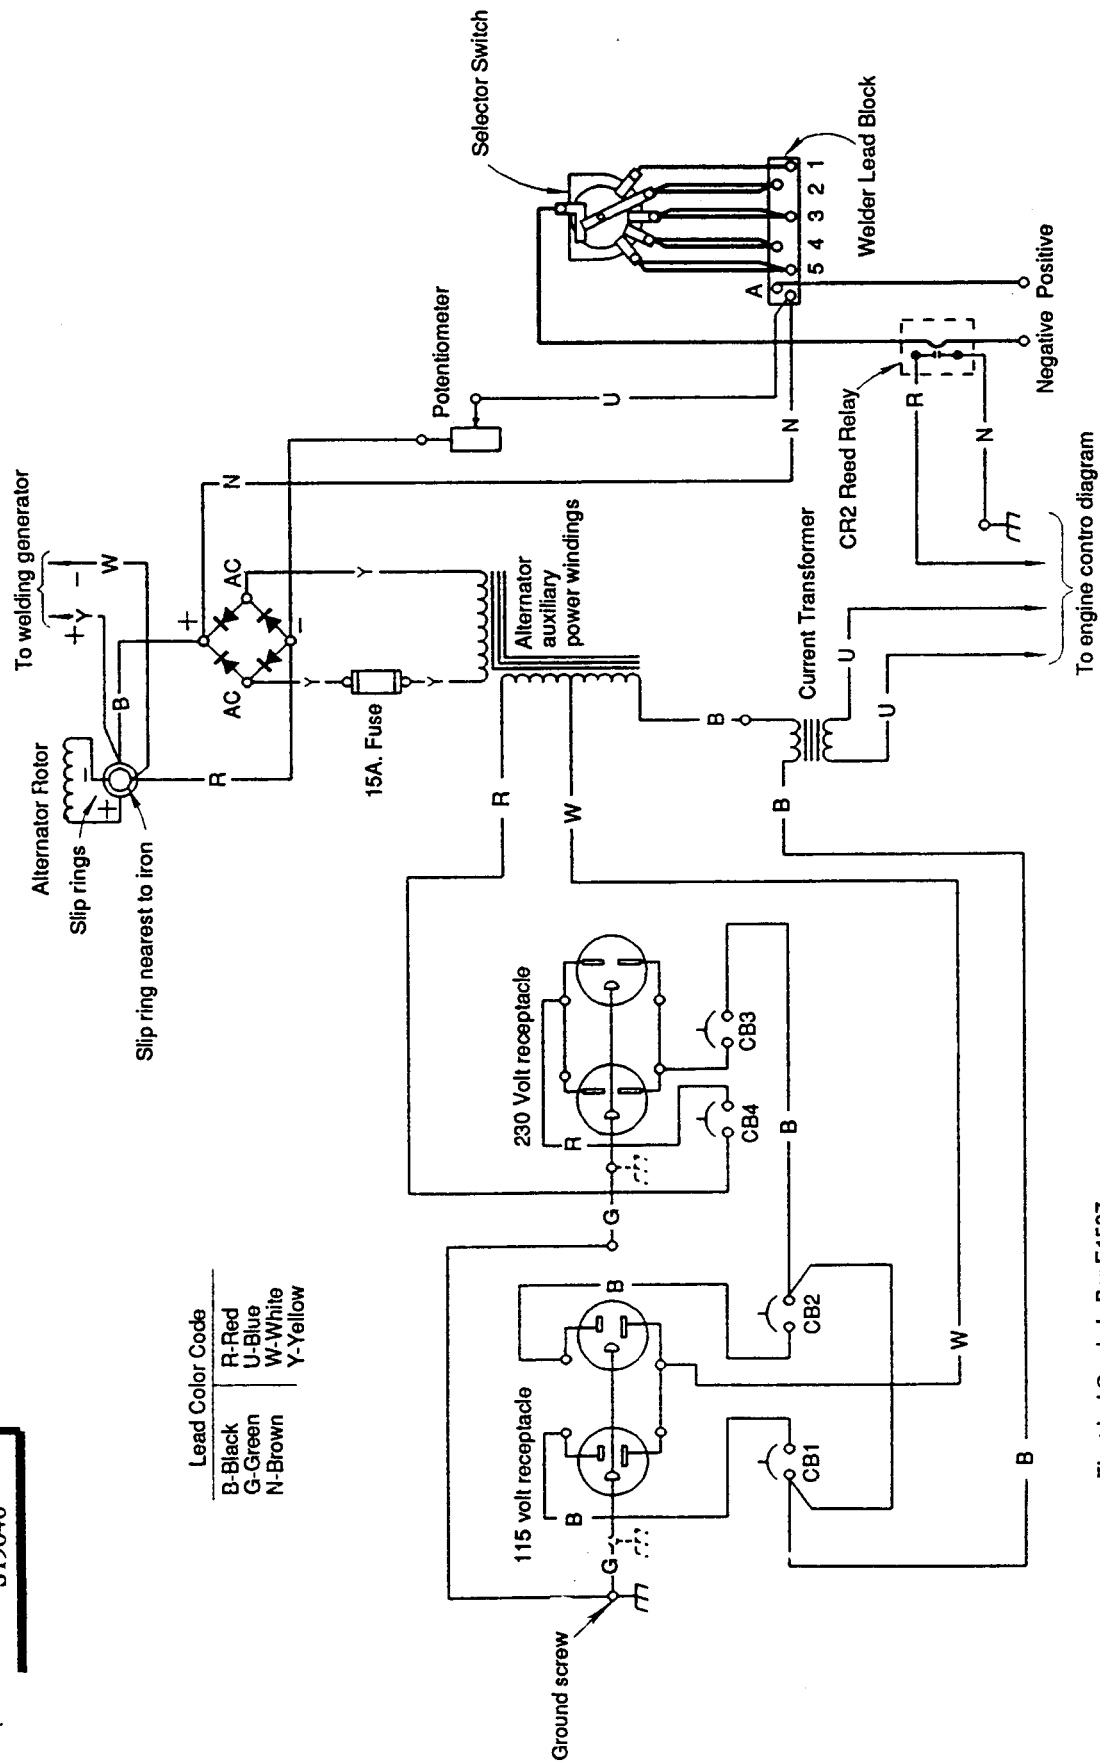 To welding generator
+ Y
− W
Alternator Rotor
Slip rings
Slip ring nearest to iron
+
−
B
R
+
−
AC
AC
N
Y
Y
Y
15A. Fuse
Alternator
auxiliary
power windings
Potentiometer
U
N
Selector Switch
Welder Lead Block
A
5
4
3
2
1
Negative
Positive
CR2 Reed Relay
R
N
Current Transformer
U
U
To engine contro diagram
R
W
B
B
Lead Color Code
B-Black
G-Green
N-Brown
R-Red
U-Blue
W-White
Y-Yellow
230 Volt receptacle
R
CB4
CB3
B
G
115 volt receptacle
B
B
CB1
CB2
G
Y
Ground screw
W
B